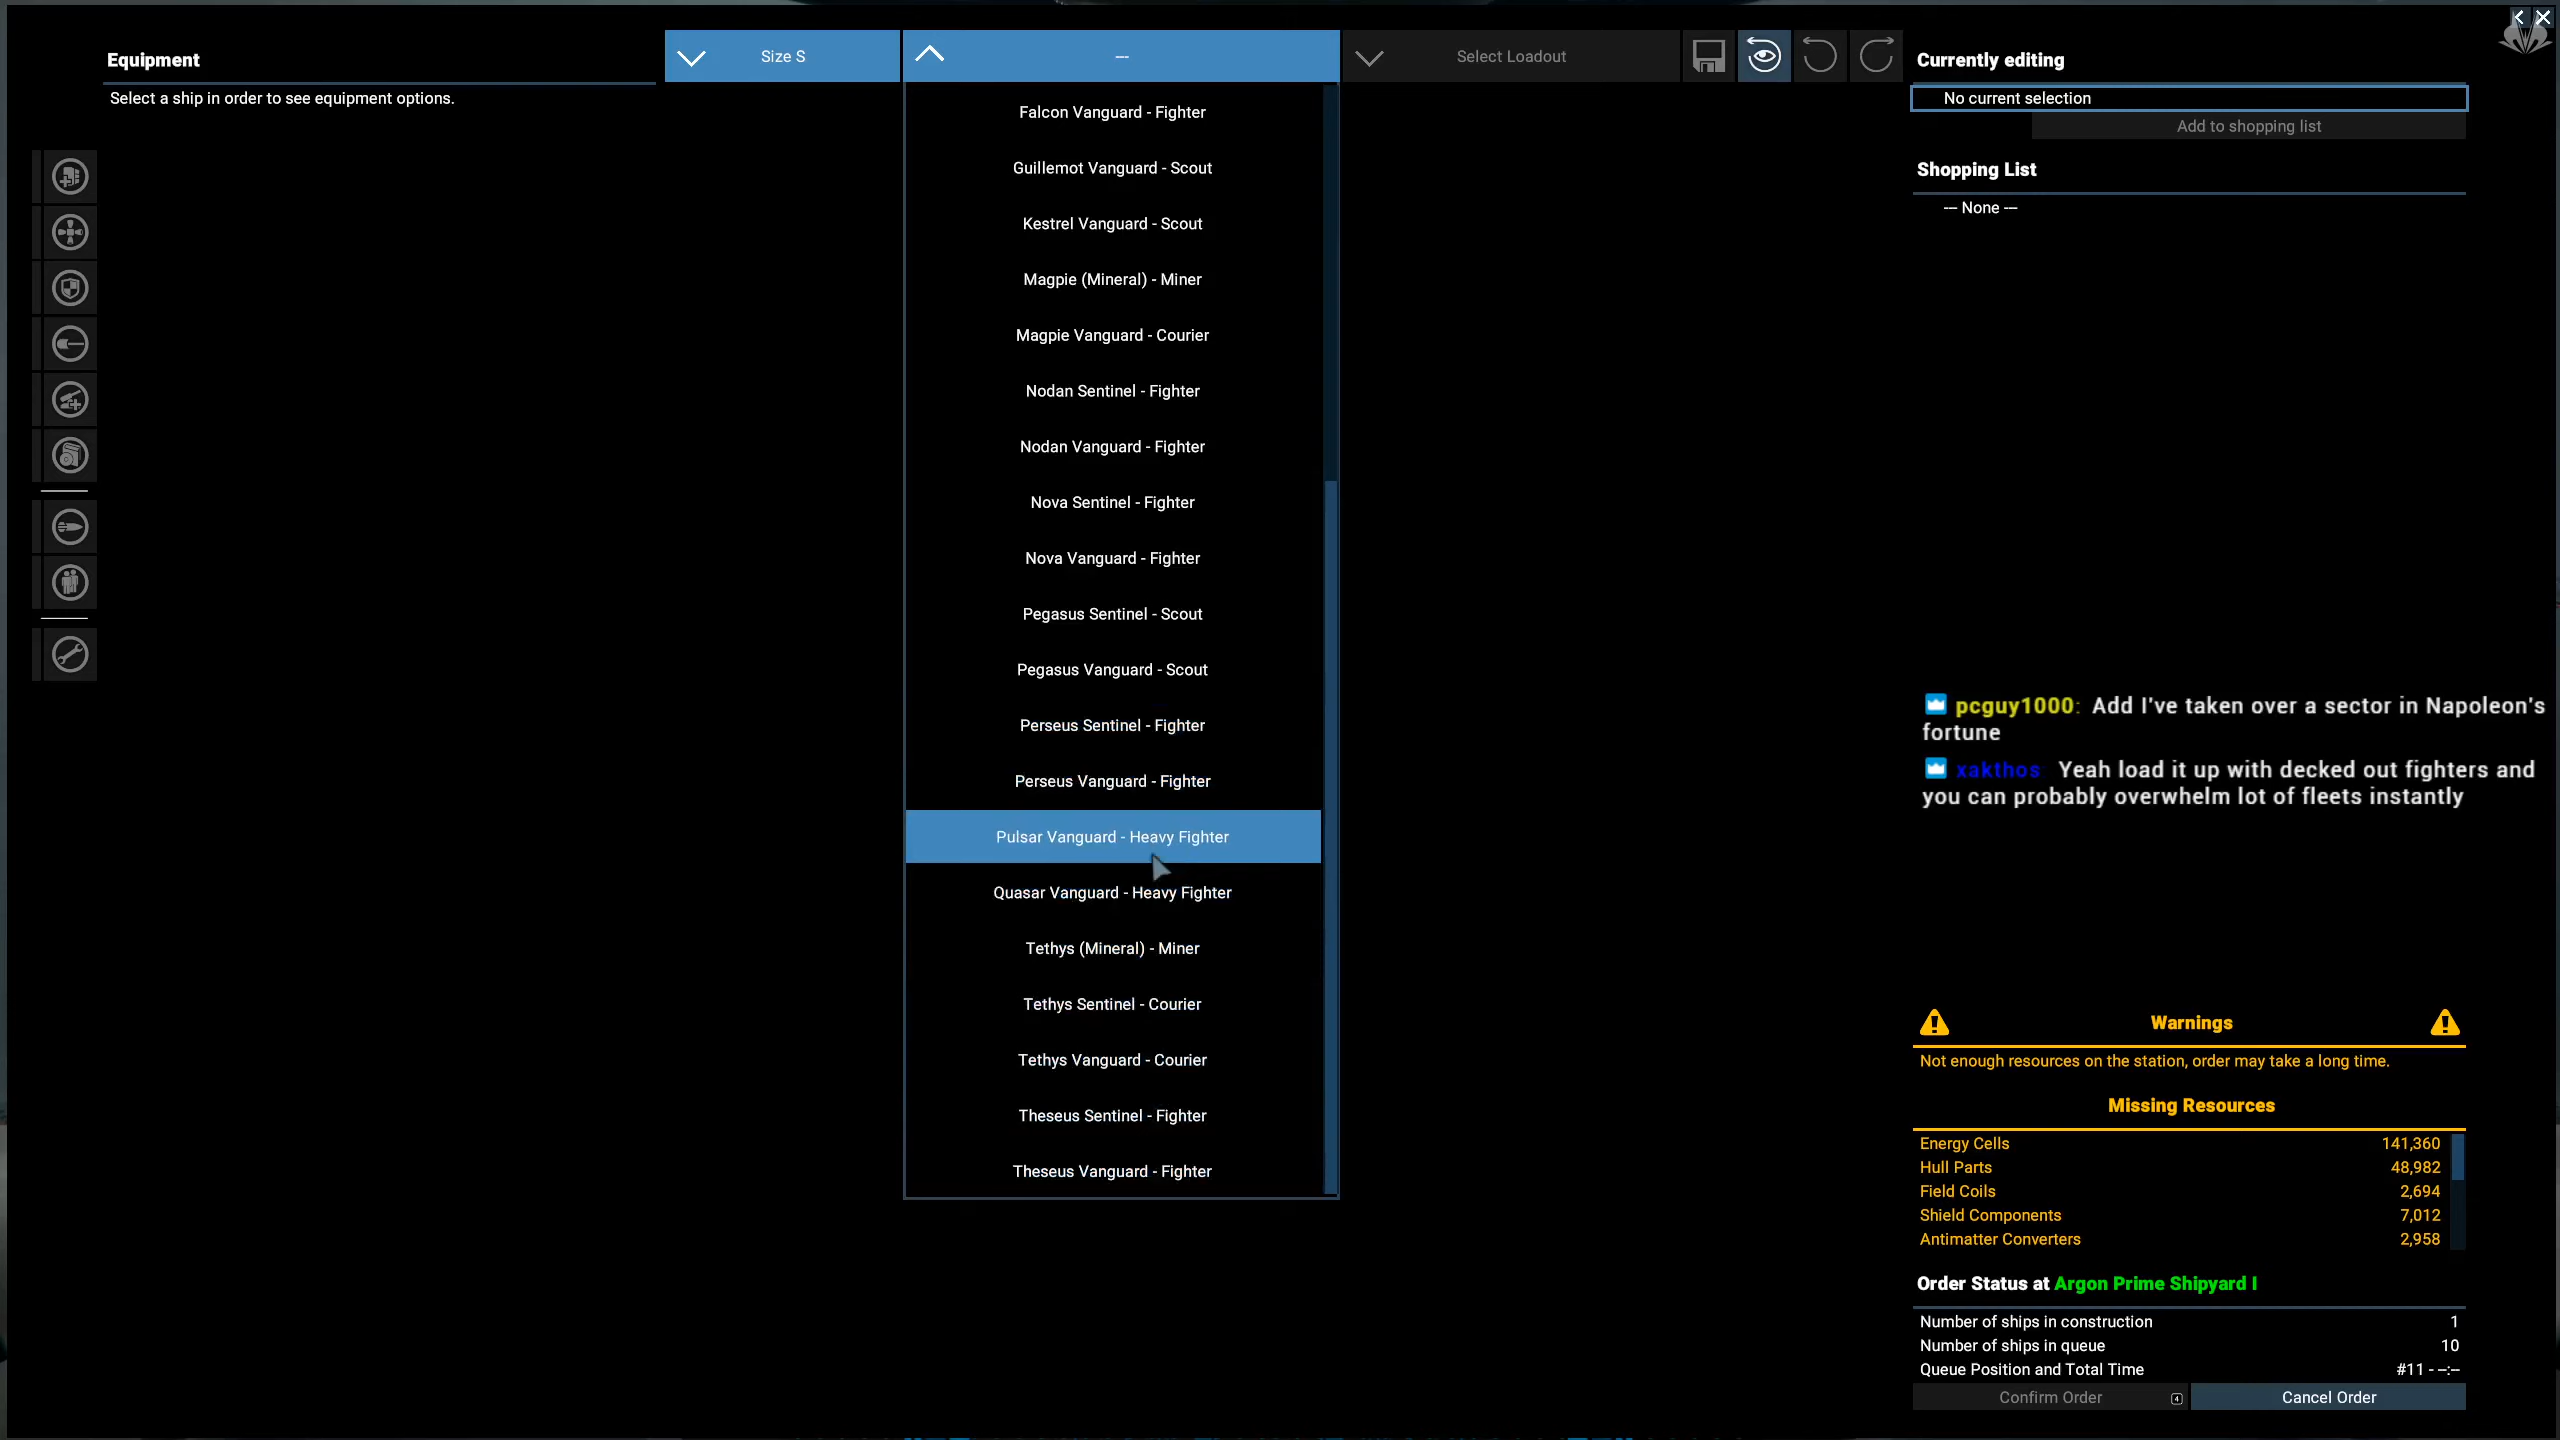 Equipment
Select a ship in order to see equipment options.
Size S
---
Select Loadout
Falcon Vanguard - Fighter
Guillemot Vanguard - Scout
Kestrel Vanguard - Scout
Magpie (Mineral) - Miner
Magpie Vanguard - Courier
Nodan Sentinel - Fighter
Nodan Vanguard - Fighter
Nova Sentinel - Fighter
Nova Vanguard - Fighter
Pegasus Sentinel - Scout
Pegasus Vanguard - Scout
Perseus Sentinel - Fighter
Perseus Vanguard - Fighter
Pulsar Vanguard - Heavy Fighter
Quasar Vanguard - Heavy Fighter
Tethys (Mineral) - Miner
Tethys Sentinel - Courier
Tethys Vanguard - Courier
Theseus Sentinel - Fighter
Theseus Vanguard - Fighter
Currently editing
No current selection
Add to shopping list
Shopping List
--- None ---
pcguy1000: Add I've taken over a sector in Napoleon's
fortune
xakthos: Yeah load it up with decked out fighters and
you can probably overwhelm lot of fleets instantly
Warnings
Not enough resources on the station, order may take a long time.
Missing Resources
Energy Cells 141,360
Hull Parts 48,982
Field Coils 2,694
Shield Components 7,012
Antimatter Converters 2,958
Order Status at Argon Prime Shipyard I
Number of ships in construction 1
Number of ships in queue 10
Queue Position and Total Time #11 - --:--
Confirm Order
Cancel Order